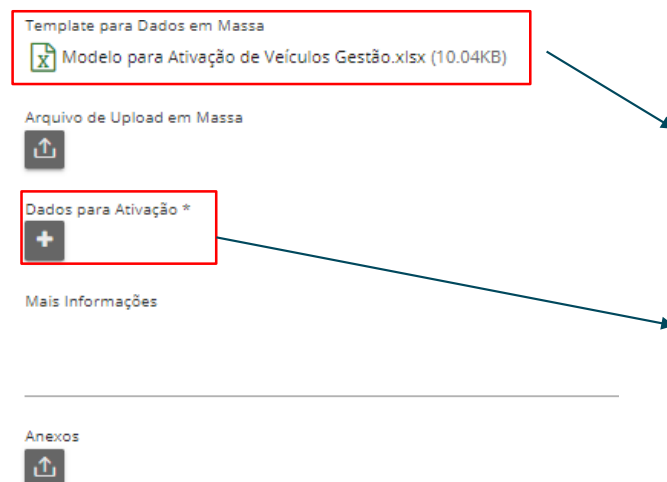 Template para Dados em Massa
Modelo para Ativação de Veículos Gestão.xlsx (10.04KB)
Arquivo de Upload em Massa
Dados para Ativação *
Mais Informações
Anexos